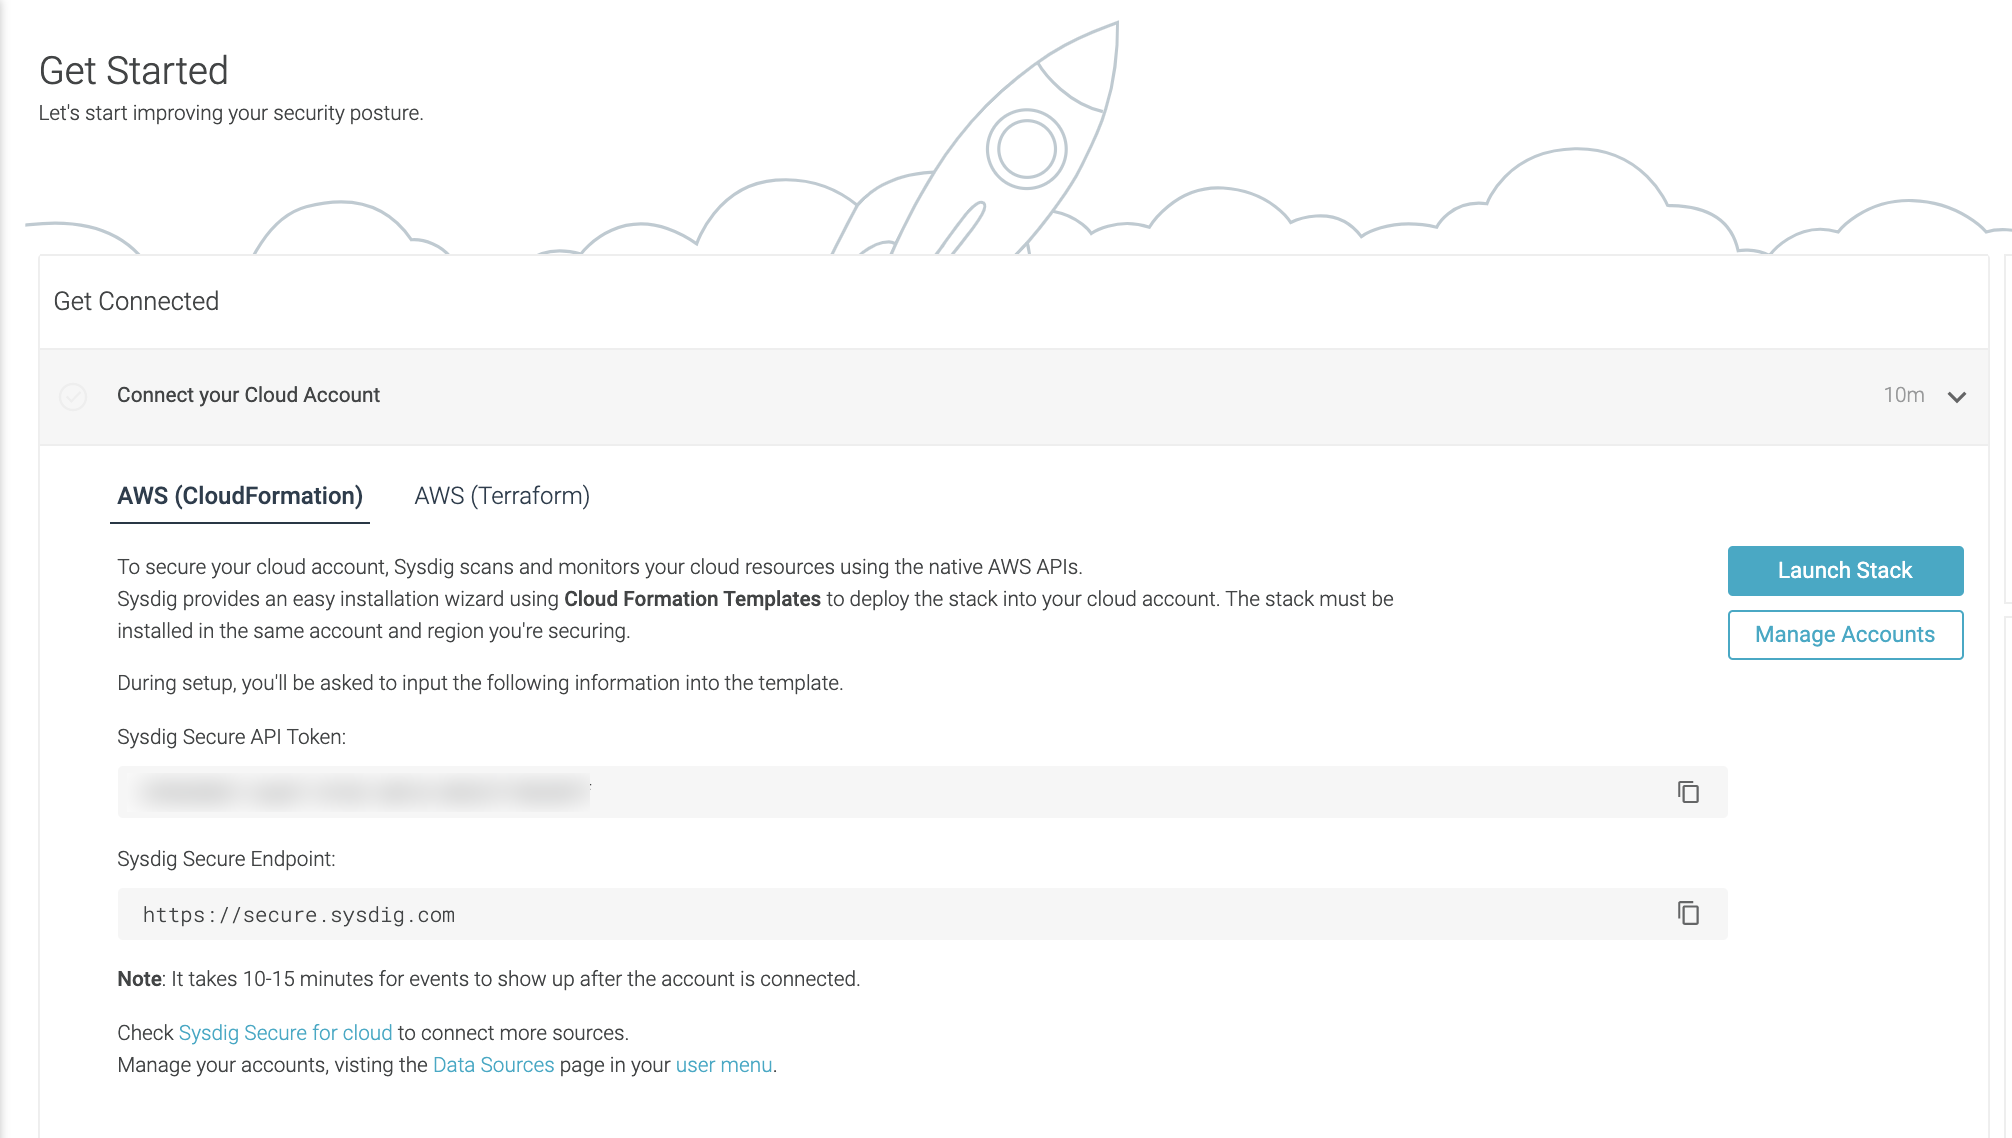 Get Started
Let's start improving your security posture.
Get Connected
Connect your Cloud Account
10m
AWS (CloudFormation)
AWS (Terraform)
To secure your cloud account, Sysdig scans and monitors your cloud resources using the native AWS APIs.
Sysdig provides an easy installation wizard using Cloud Formation Templates to deploy the stack into your cloud account. The stack must be
installed in the same account and region you're securing.
Launch Stack
Manage Accounts
During setup, you'll be asked to input the following information into the template.
Sysdig Secure API Token:
Sysdig Secure Endpoint:
https://secure.sysdig.com
Note: It takes 10-15 minutes for events to show up after the account is connected.
Check Sysdig Secure for cloud to connect more sources.
Manage your accounts, visting the Data Sources page in your user menu.